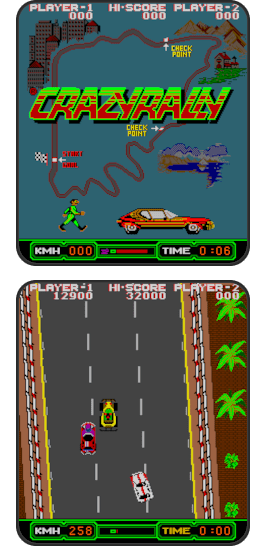 PLAYER-1 HI-SCORE PLAYER-2
000 000 000
CHECK
POINT
CRAZYRALLY
CHECK
POINT
START
GOAL
KMH 000 TIME 0:06
PLAYER-1 HI-SCORE PLAYER-2
12900 32000 000
KMH 258 TIME 0:00